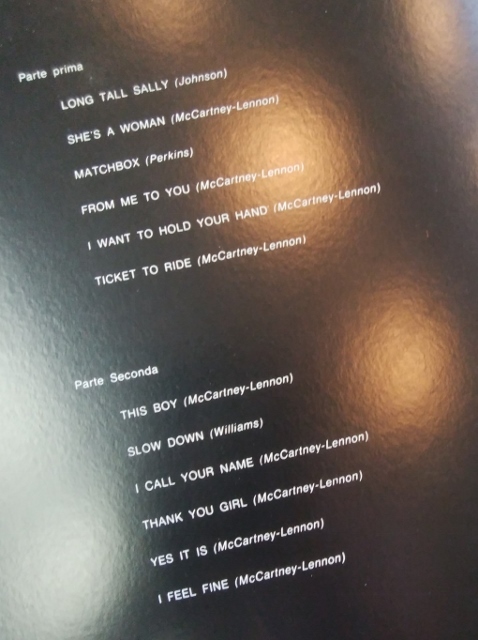 Parte prima
LONG TALL SALLY (Johnson)
SHE'S A WOMAN (McCartney-Lennon)
MATCHBOX (Perkins)
FROM ME TO YOU (McCartney-Lennon)
I WANT TO HOLD YOUR HAND (McCartney-Lennon)
TICKET TO RIDE (McCartney-Lennon)
Parte Seconda
THIS BOY (McCartney-Lennon)
SLOW DOWN (Williams)
I CALL YOUR NAME (McCartney-Lennon)
THANK YOU GIRL (McCartney-Lennon)
YES IT IS (McCartney-Lennon)
I FEEL FINE (McCartney-Lennon)